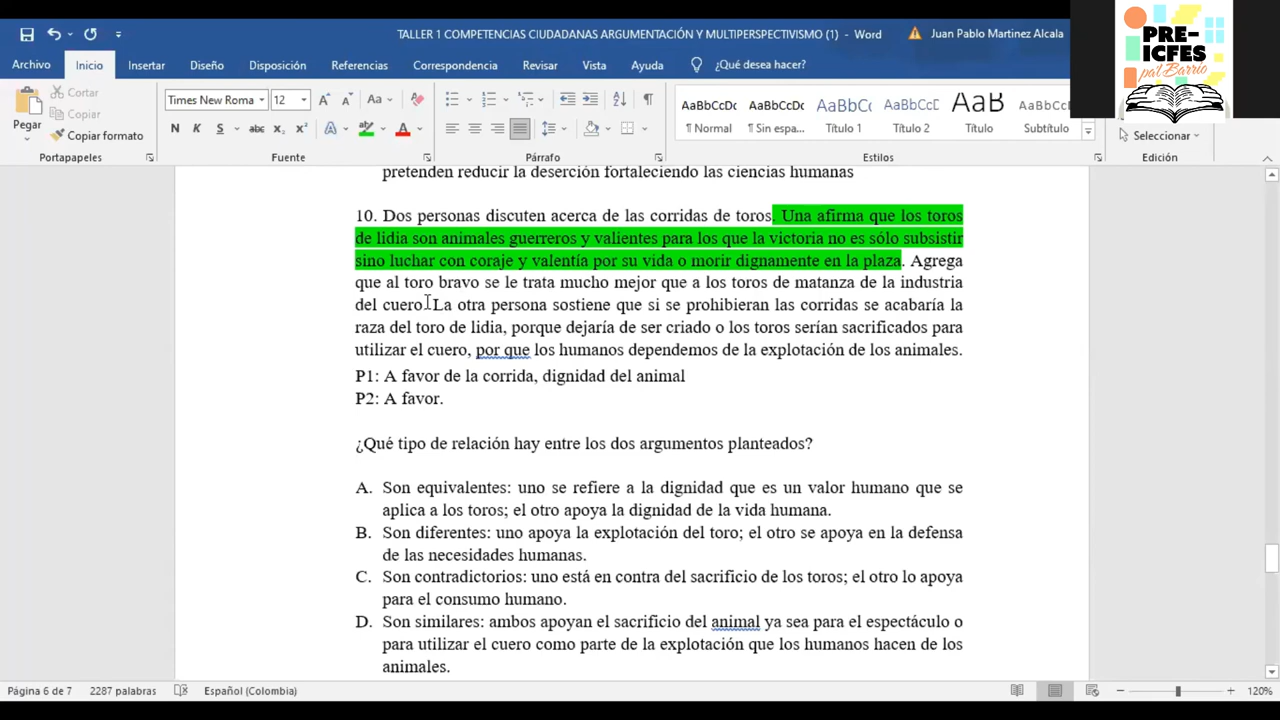 TALLER 1 COMPETENCIAS CIUDADANAS ARGUMENTACIÓN Y MULTIPERSPECTIVISMO (1) - Word
Juan Pablo Martinez Alcala
PRE-
ICFES
pal Barrio
Archivo Inicio Insertar Diseño Disposición Referencias Correspondencia Revisar Vista Ayuda ¿Qué desea hacer?
Cortar
Copiar
Copiar formato
Pegar
Times New Roma 12
N K S abc x₂ x²
AaBbCcDc AaBbCcDc AaBbCcD AaBbCcD AaB AaBbCcD
¶ Normal ¶ Sin espa... Título 1 Título 2 Título Subtítulo
Seleccionar
Portapapeles Fuente Párrafo Estilos Edición
pretenden reducir la deserción fortaleciendo las ciencias humanas
10. Dos personas discuten acerca de las corridas de toros. Una afirma que los toros
de lidia son animales guerreros y valientes para los que la victoria no es sólo subsistir
sino luchar con coraje y valentía por su vida o morir dignamente en la plaza. Agrega
que al toro bravo se le trata mucho mejor que a los toros de matanza de la industria
del cuero. La otra persona sostiene que si se prohibieran las corridas se acabaría la
raza del toro de lidia, porque dejaría de ser criado o los toros serían sacrificados para
utilizar el cuero, por que los humanos dependemos de la explotación de los animales.
P1: A favor de la corrida, dignidad del animal
P2: A favor.
¿Qué tipo de relación hay entre los dos argumentos planteados?
A. Son equivalentes: uno se refiere a la dignidad que es un valor humano que se
aplica a los toros; el otro apoya la dignidad de la vida humana.
B. Son diferentes: uno apoya la explotación del toro; el otro se apoya en la defensa
de las necesidades humanas.
C. Son contradictorios: uno está en contra del sacrificio de los toros; el otro lo apoya
para el consumo humano.
D. Son similares: ambos apoyan el sacrificio del animal ya sea para el espectáculo o
para utilizar el cuero como parte de la explotación que los humanos hacen de los
animales.
Página 6 de 7 2287 palabras Español (Colombia) 120%